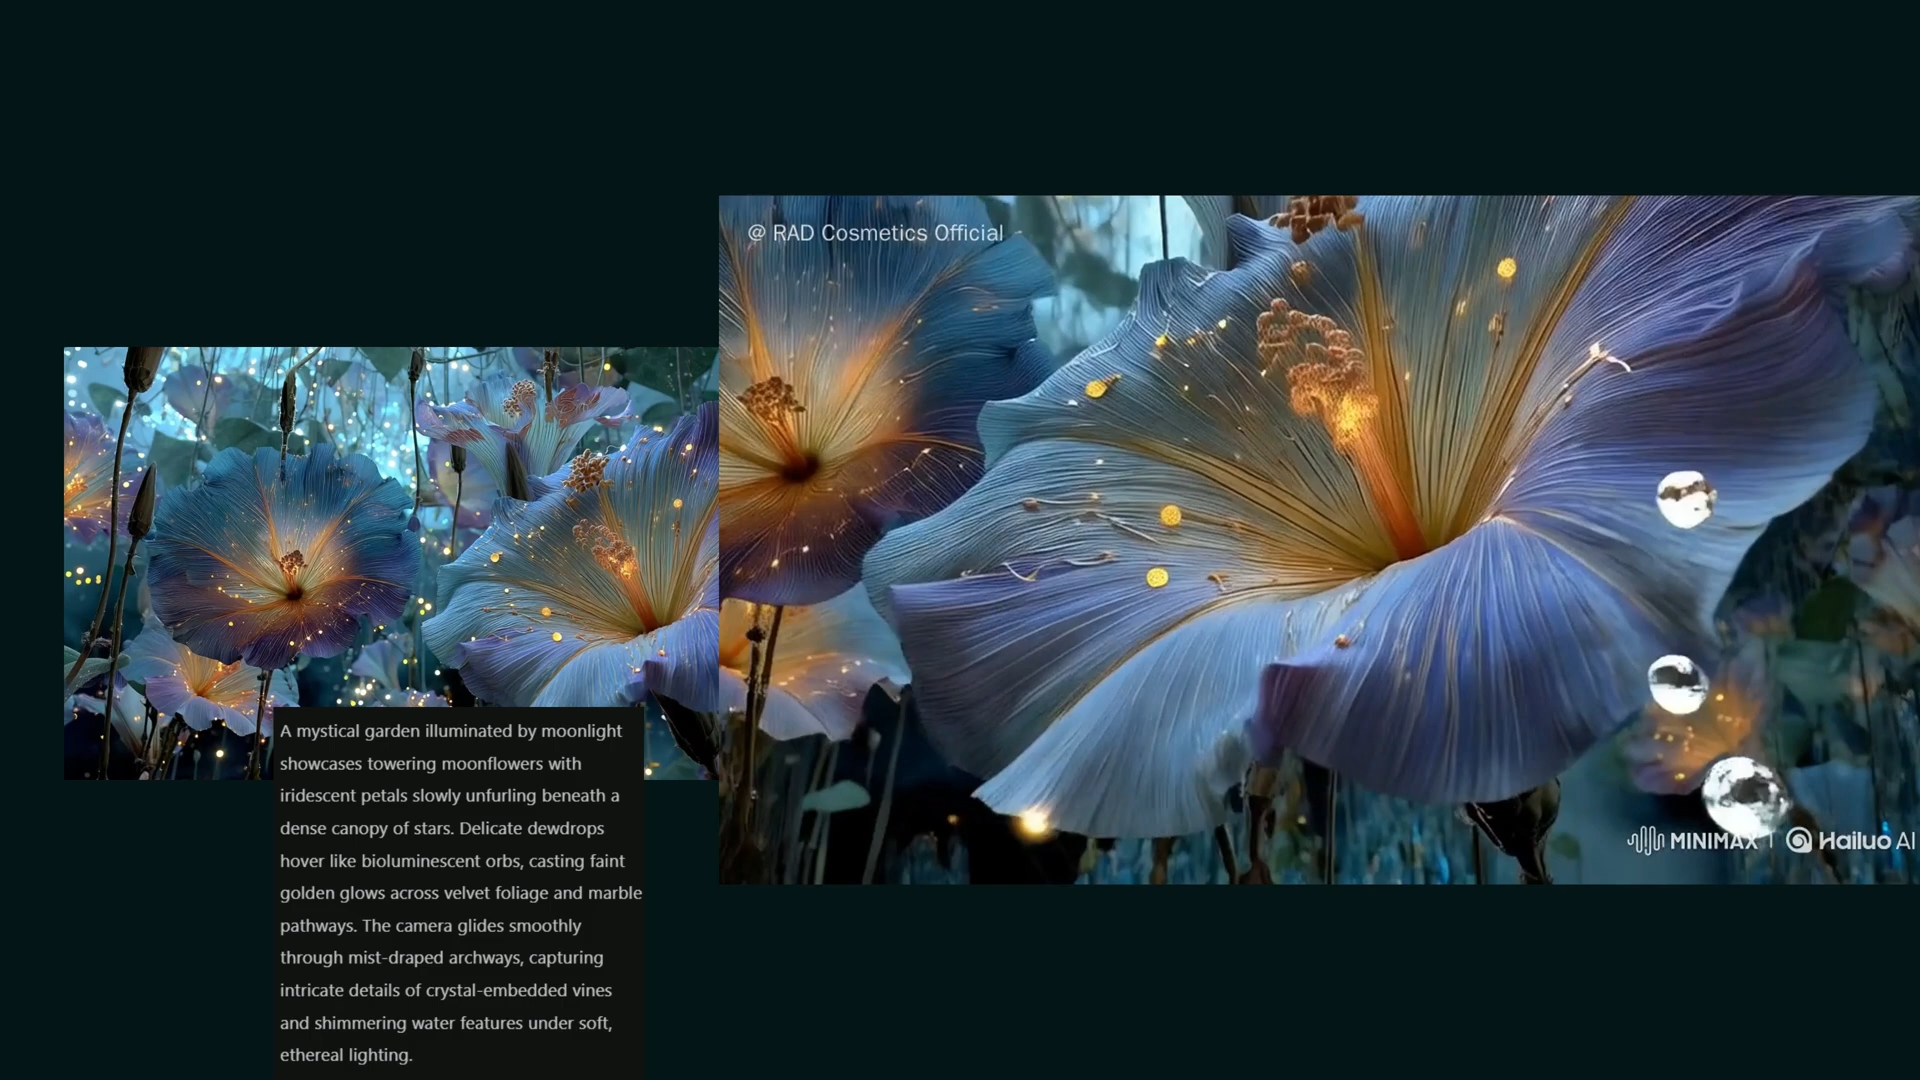 @ RAD Cosmetics Official
A mystical garden illuminated by moonlight
showcases towering moonflowers with
iridescent petals slowly unfurling beneath a
dense canopy of stars. Delicate dewdrops
hover like bioluminescent orbs, casting faint
golden glows across velvet foliage and marble
pathways. The camera glides smoothly
through mist-draped archways, capturing
intricate details of crystal-embedded vines
and shimmering water features under soft,
ethereal lighting.
MINIMAX | Hailuo AI